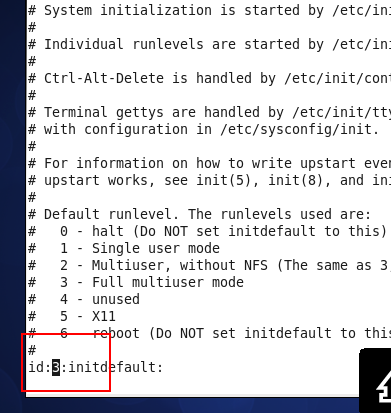 # System initialization is started by /etc/ini
#
# Individual runlevels are started by /etc/ini
#
# Ctrl-Alt-Delete is handled by /etc/init/cont
#
# Terminal gettys are handled by /etc/init/tty
# with configuration in /etc/sysconfig/init.
#
# For information on how to write upstart even
# upstart works, see init(5), init(8), and ini
#
# Default runlevel. The runlevels used are:
#   0 - halt (Do NOT set initdefault to this)
#   1 - Single user mode
#   2 - Multiuser, without NFS (The same as 3,
#   3 - Full multiuser mode
#   4 - unused
#   5 - X11
#   6 - reboot (Do NOT set initdefault to this
#
id:3:initdefault: